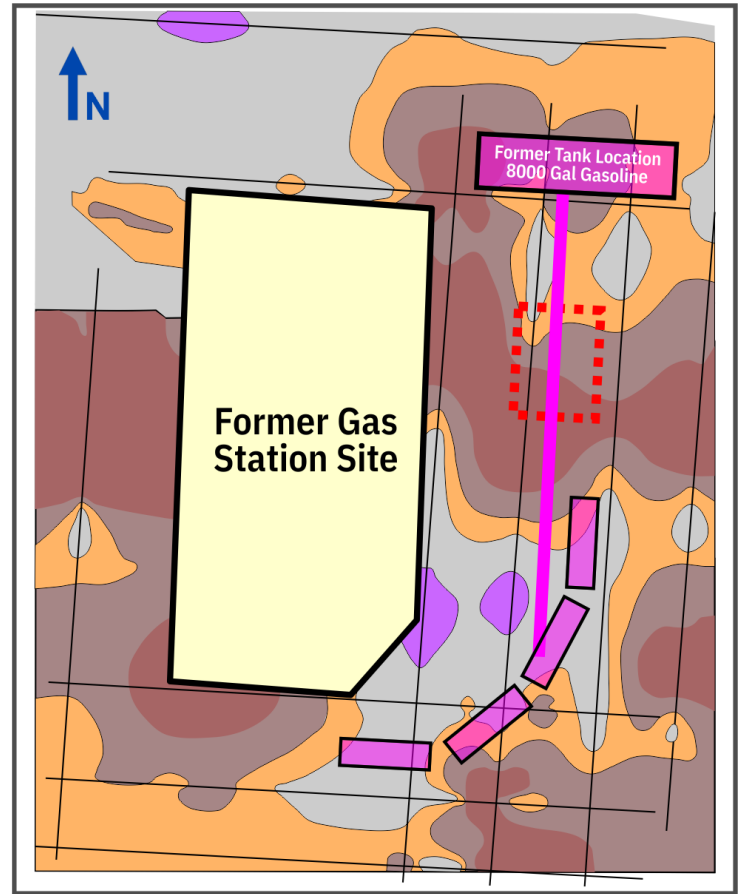 N
Former Tank Location
8000 Gal Gasoline
Former Gas
Station Site